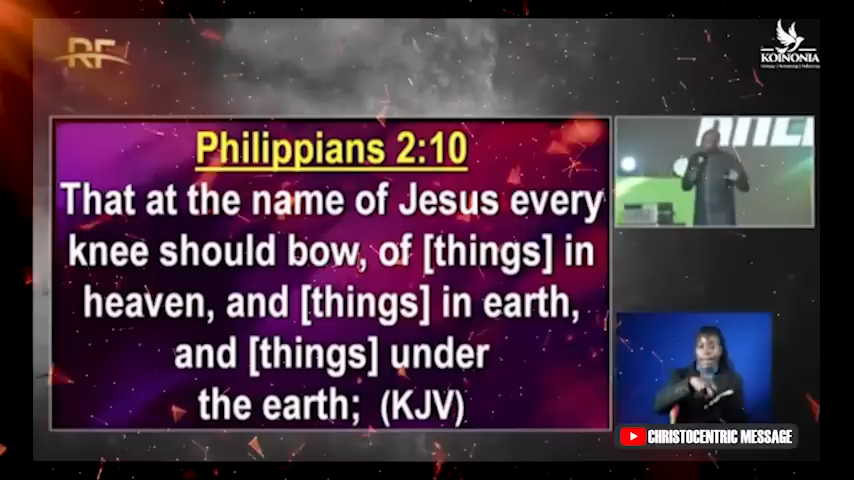 RF
KOINONIA
Philippians 2:10
That at the name of Jesus every
knee should bow, of [things] in
heaven, and [things] in earth,
and [things] under
the earth; (KJV)
CHRISTOCENTRIC MESSAGE